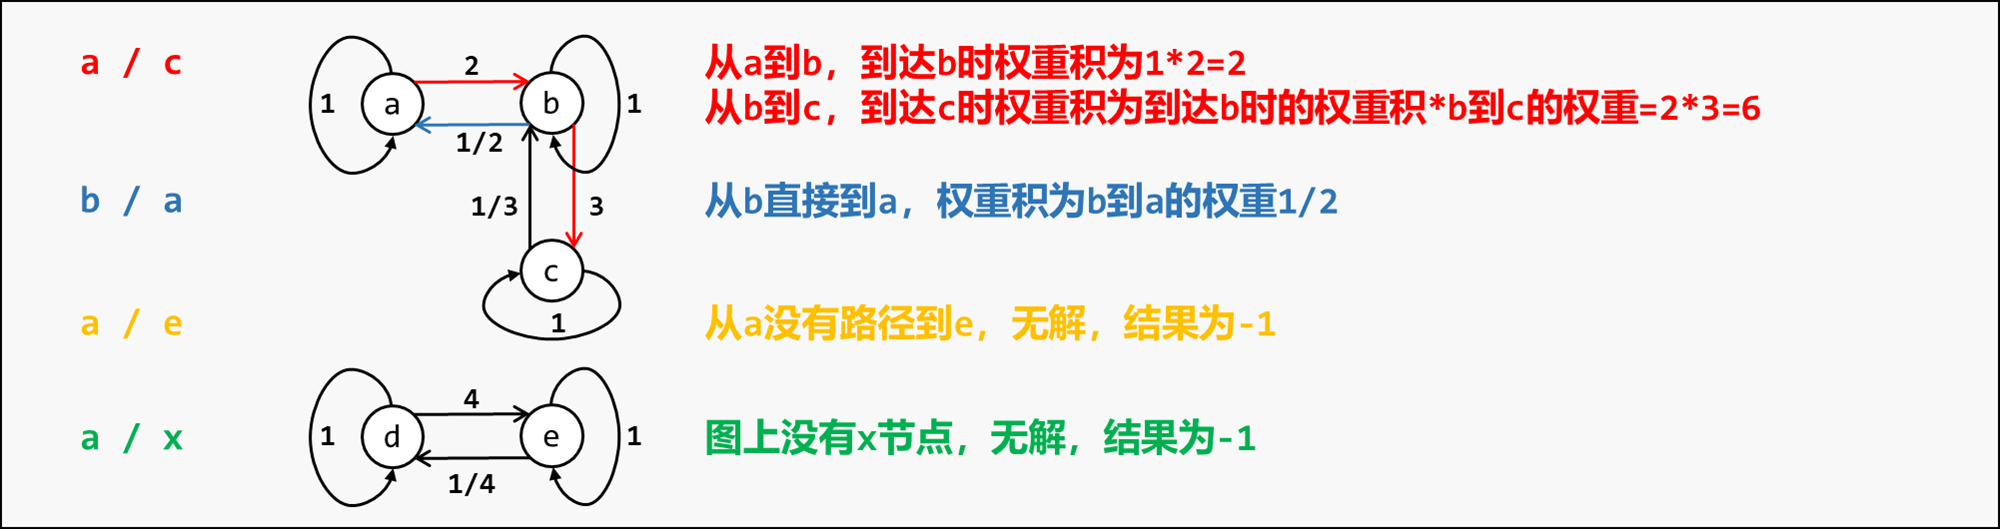 a / c
2
1
a
b
1
1/2
从a到b，到达b时权重积为1*2=2
从b到c，到达c时权重积为到达b时的权重积*b到c的权重=2*3=6
b / a
1/3
3
从b直接到a，权重积为b到a的权重1/2
c
1
a / e
从a没有路径到e，无解，结果为-1
a / x
4
1
d
e
1
1/4
图上没有x节点，无解，结果为-1